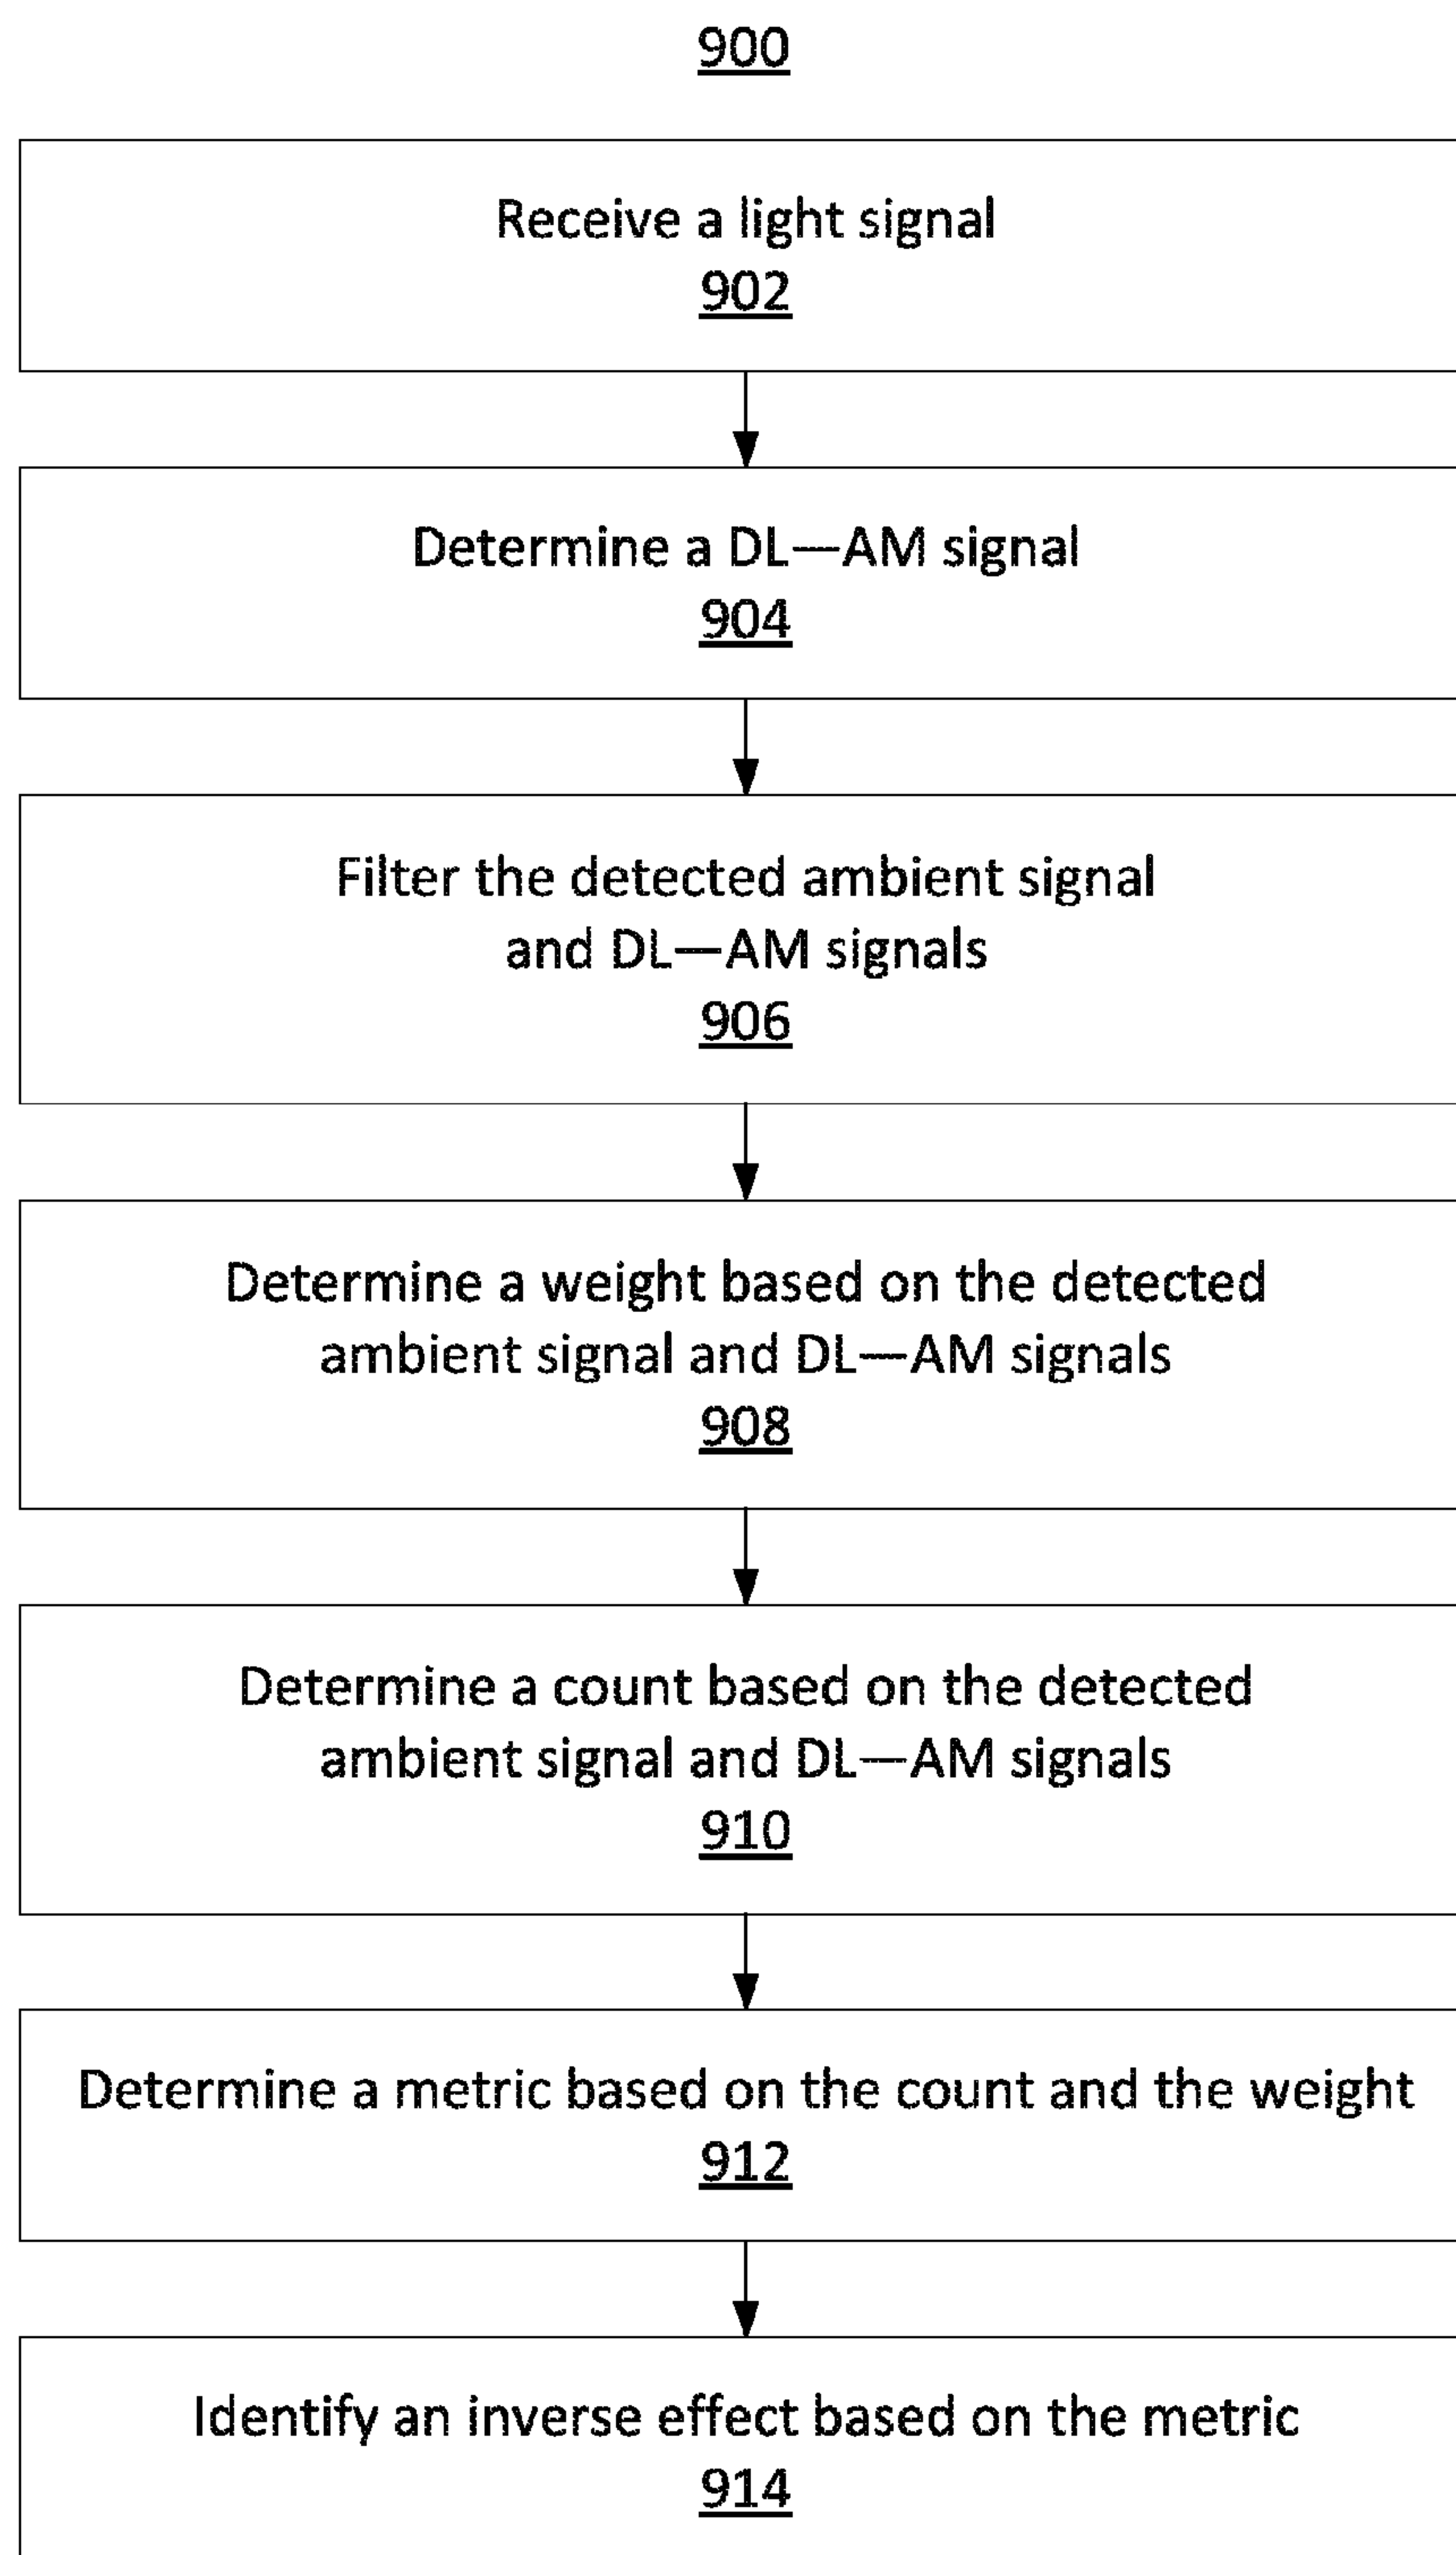 900
Receive a light signal
902
Determine a DL—AM signal
904
Filter the detected ambient signal
and DL—AM signals
906
Determine a weight based on the detected
ambient signal and DL—AM signals
908
Determine a count based on the detected
ambient signal and DL—AM signals
910
Determine a metric based on the count and the weight
912
Identify an inverse effect based on the metric
914